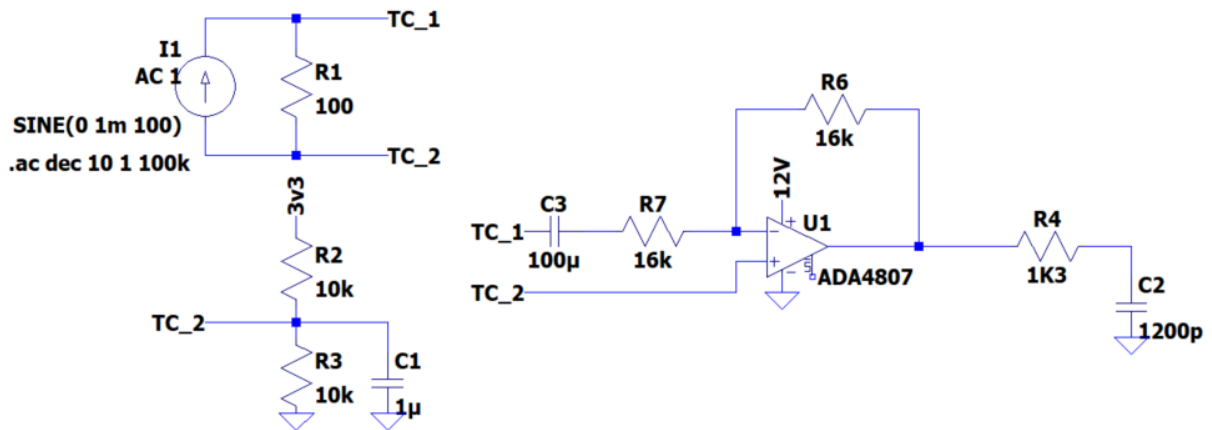 TC_1
I1
AC 1
R1
100
SINE(0 1m 100)
.ac dec 10 1 100k
TC_2
3v3
R2
10k
TC_2
R3
10k
C1
1µ
R6
16k
12V
C3
R7
U1
TC_1
100µ
16k
TC_2
ADA4807
R4
1K3
C2
1200p